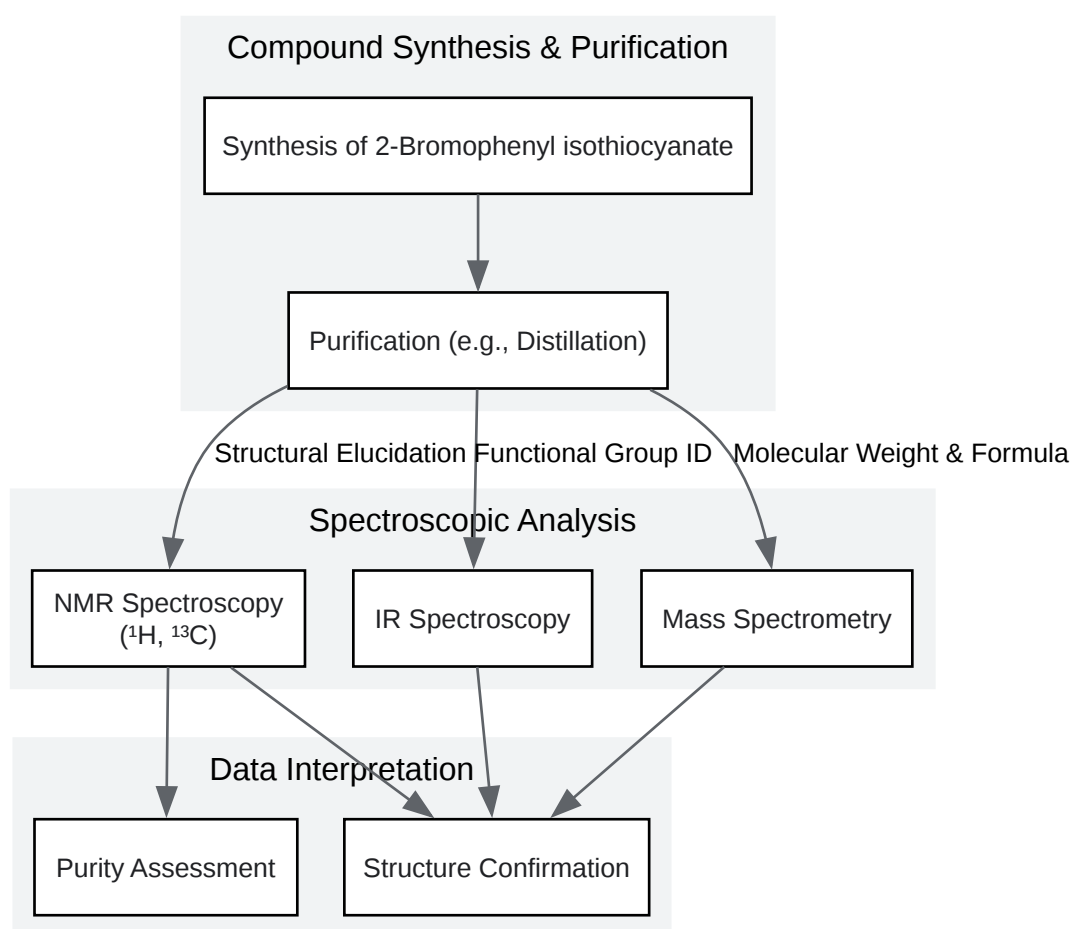 Compound Synthesis & Purification
Synthesis of 2-Bromophenyl isothiocyanate
Purification (e.g., Distillation)
Structural Elucidation
Functional Group ID
Molecular Weight & Formula
Spectroscopic Analysis
NMR Spectroscopy
(¹H, ¹³C)
IR Spectroscopy
Mass Spectrometry
Data Interpretation
Purity Assessment
Structure Confirmation